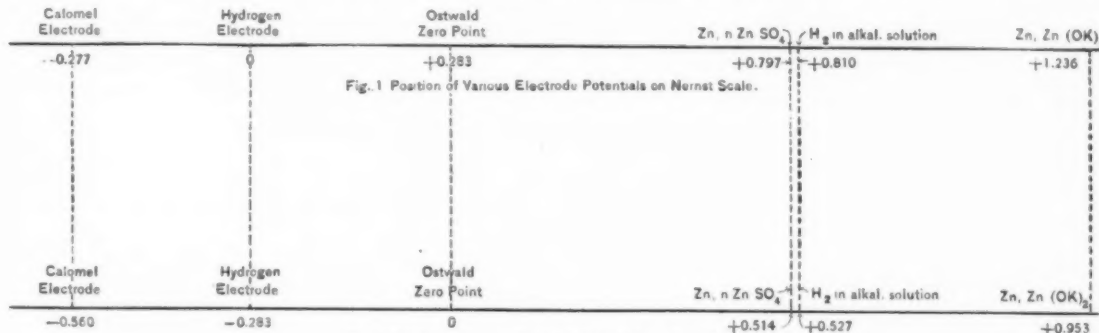 Calomel Electrode
Hydrogen Electrode
Ostwald Zero Point
Zn, n Zn SO₄
H₂ in alkal. solution
Zn, Zn (OK)
-0.277
0
+0.283
+0.797
+0.810
+1.236
Fig. 1 Position of Various Electrode Potentials on Nernst Scale.
Calomel Electrode
Hydrogen Electrode
Ostwald Zero Point
Zn, n Zn SO₄
H₂ in alkal. solution
Zn, Zn (OK)₂
-0.560
-0.283
0
+0.514
+0.527
+0.953